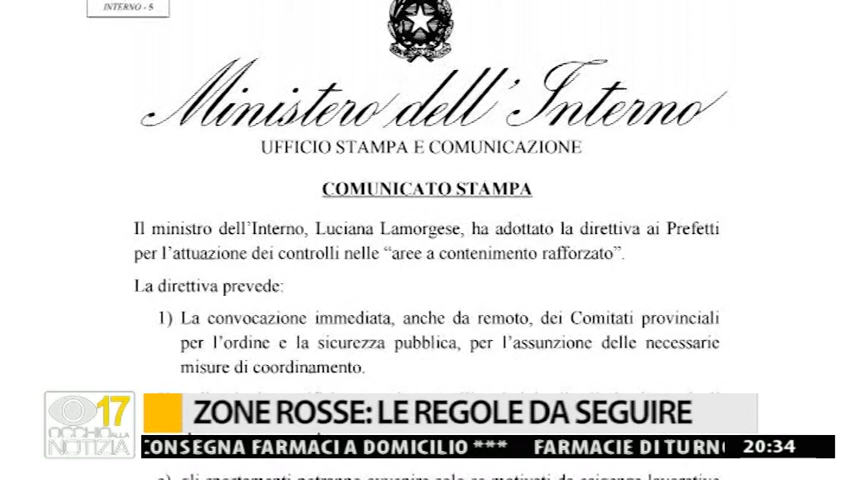 INTERNO - 5
Ministero dell'Interno
UFFICIO STAMPA E COMUNICAZIONE
COMUNICATO STAMPA
Il ministro dell'Interno, Luciana Lamorgese, ha adottato la direttiva ai Prefetti
per l'attuazione dei controlli nelle “aree a contenimento rafforzato”.
La direttiva prevede:
1) La convocazione immediata, anche da remoto, dei Comitati provinciali
per l'ordine e la sicurezza pubblica, per l'assunzione delle necessarie
misure di coordinamento.
17
OCCHIO ALLA
NOTIZIA
ZONE ROSSE: LE REGOLE DA SEGUIRE
CONSEGNA FARMACI A DOMICILIO *** FARMACIE DI TURN
20:34